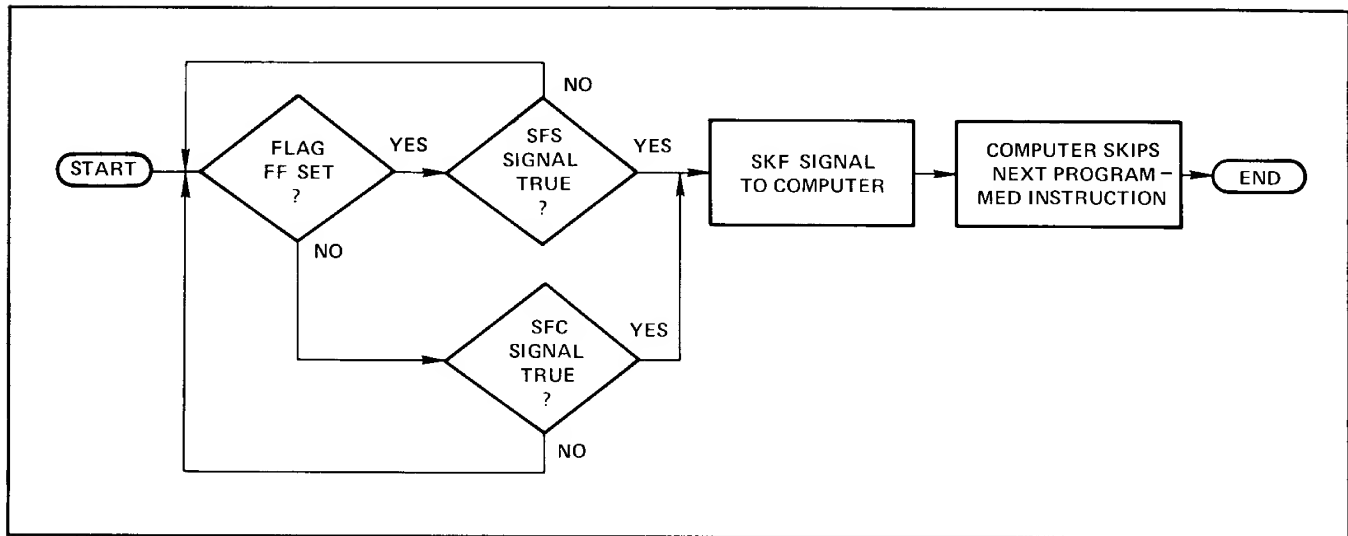 NO
START
FLAG
FF SET
?
YES
SFS
SIGNAL
TRUE
?
YES
SKF SIGNAL
TO COMPUTER
COMPUTER SKIPS
NEXT PROGRAM –
MED INSTRUCTION
END
NO
SFC
SIGNAL
TRUE
?
YES
NO